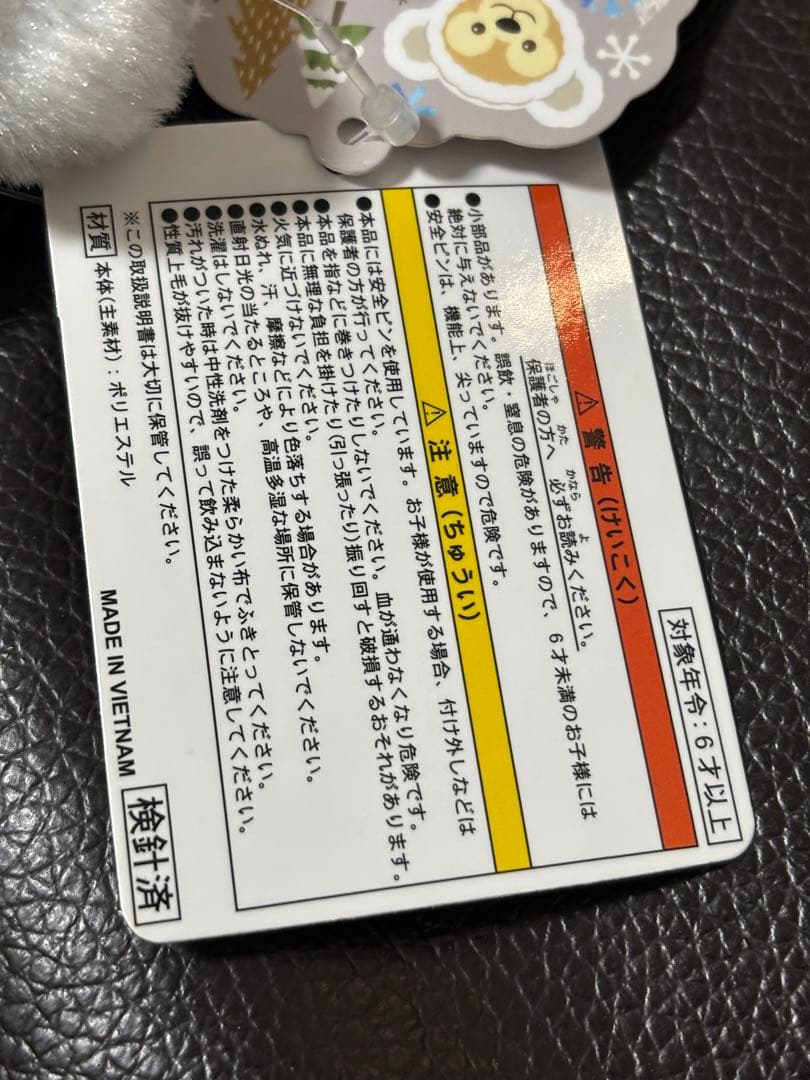 対象年令：6才以上
⚠警告(けいこく)
保護者の方へ 必ずお読みください。
ほごしゃ かた かなら よ
●小部品があります。誤飲・窒息の危険がありますので、6才未満のお子様には
絶対に与えないでください。
●安全ピンは、機能上、尖っていますので危険です。
⚠注意(ちゅうい)
●本品には安全ピンを使用しています。お子様が使用する場合、付け外しなどは
保護者の方が行ってください。
●本品を指などに巻きつけたりしないでください。血が通わなくなり危険です。
●本品に無理な負担を掛けたり(引っ張ったり)振り回すと破損するおそれがあります。
●火気に近づけないでください。
●水ぬれ、汗、摩擦などにより色落ちする場合があります。
●直射日光の当たるところや、高温多湿な場所に保管しないでください。
●洗濯はしないでください。
●汚れがついた時は中性洗剤をつけた柔らかい布でふきとってください。
●性質上毛が抜けやすいので、誤って飲み込まないように注意してください。
※この取扱説明書は大切に保管してください。
材質 本体(主素材)：ポリエステル
MADE IN VIETNAM
検針済